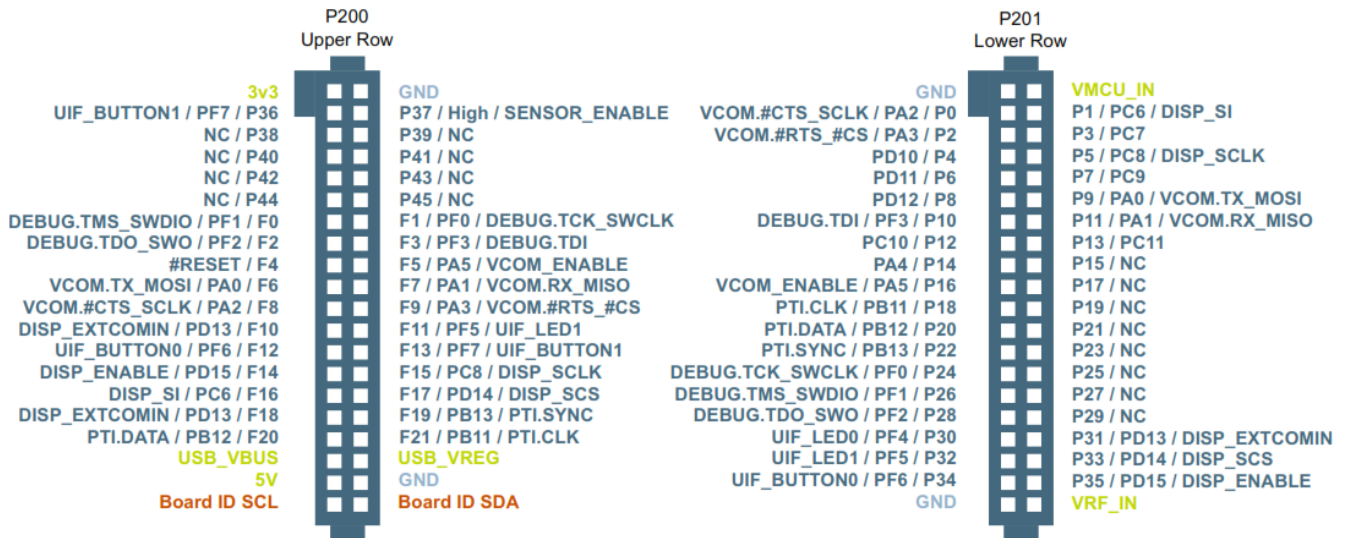 P200
Upper Row
3v3
GND
UIF_BUTTON1 / PF7 / P36
P37 / High / SENSOR_ENABLE
NC / P38
P39 / NC
NC / P40
P41 / NC
NC / P42
P43 / NC
NC / P44
P45 / NC
DEBUG.TMS_SWDIO / PF1 / F0
F1 / PF0 / DEBUG.TCK_SWCLK
DEBUG.TDO_SWO / PF2 / F2
F3 / PF3 / DEBUG.TDI
#RESET / F4
F5 / PA5 / VCOM_ENABLE
VCOM.TX_MOSI / PA0 / F6
F7 / PA1 / VCOM.RX_MISO
VCOM.#CTS_SCLK / PA2 / F8
F9 / PA3 / VCOM.#RTS_#CS
DISP_EXTCOMIN / PD13 / F10
F11 / PF5 / UIF_LED1
UIF_BUTTON0 / PF6 / F12
F13 / PF7 / UIF_BUTTON1
DISP_ENABLE / PD15 / F14
F15 / PC8 / DISP_SCLK
DISP_SI / PC6 / F16
F17 / PD14 / DISP_SCS
DISP_EXTCOMIN / PD13 / F18
F19 / PB13 / PTI.SYNC
PTI.DATA / PB12 / F20
F21 / PB11 / PTI.CLK
USB_VBUS
USB_VREG
5V
GND
Board ID SCL
Board ID SDA
P201
Lower Row
GND
VMCU_IN
VCOM.#CTS_SCLK / PA2 / P0
P1 / PC6 / DISP_SI
VCOM.#RTS_#CS / PA3 / P2
P3 / PC7
PD10 / P4
P5 / PC8 / DISP_SCLK
PD11 / P6
P7 / PC9
PD12 / P8
P9 / PA0 / VCOM.TX_MOSI
DEBUG.TDI / PF3 / P10
P11 / PA1 / VCOM.RX_MISO
PC10 / P12
P13 / PC11
PA4 / P14
P15 / NC
VCOM_ENABLE / PA5 / P16
P17 / NC
PTI.CLK / PB11 / P18
P19 / NC
PTI.DATA / PB12 / P20
P21 / NC
PTI.SYNC / PB13 / P22
P23 / NC
DEBUG.TCK_SWCLK / PF0 / P24
P25 / NC
DEBUG.TMS_SWDIO / PF1 / P26
P27 / NC
DEBUG.TDO_SWO / PF2 / P28
P29 / NC
UIF_LED0 / PF4 / P30
P31 / PD13 / DISP_EXTCOMIN
UIF_LED1 / PF5 / P32
P33 / PD14 / DISP_SCS
UIF_BUTTON0 / PF6 / P34
P35 / PD15 / DISP_ENABLE
GND
VRF_IN